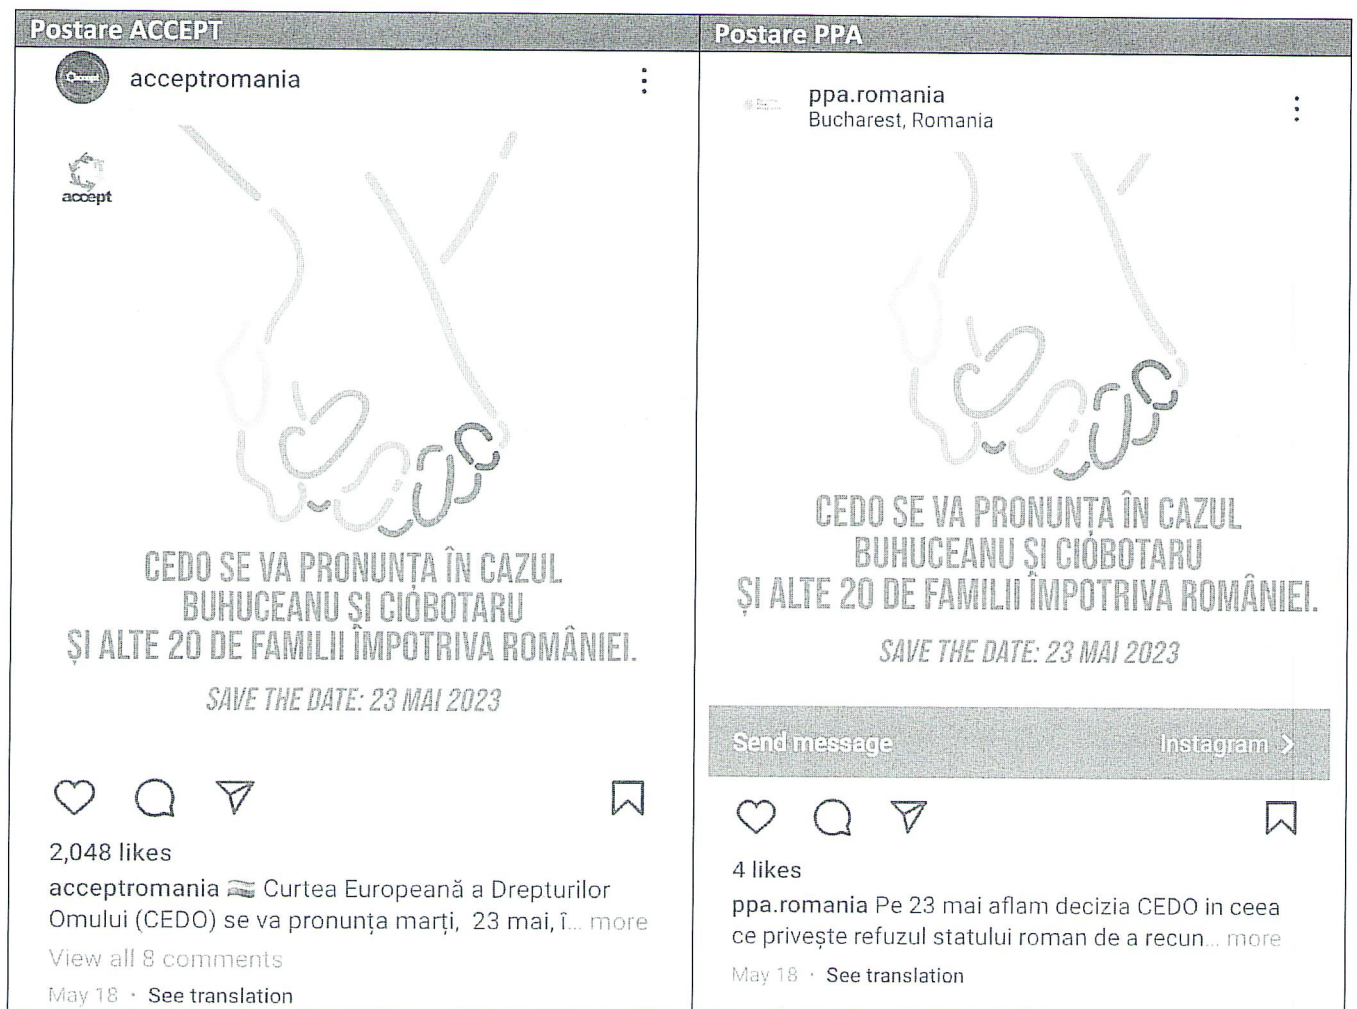 Postare ACCEPT
acceptromania
accept
CEDO SE VA PRONUNȚA ÎN CAZUL
BUHUCEANU ȘI CIOBOTARU
ȘI ALTE 20 DE FAMILII ÎMPOTRIVA ROMÂNIEI.
SAVE THE DATE: 23 MAI 2023
2,048 likes
acceptromania Curtea Europeană a Drepturilor
Omului (CEDO) se va pronunța marți, 23 mai, î... more
View all 8 comments
May 18 · See translation
Postare PPA
ppa.romania
Bucharest, Romania
CEDO SE VA PRONUNȚA ÎN CAZUL
BUHUCEANU ȘI CIOBOTARU
ȘI ALTE 20 DE FAMILII ÎMPOTRIVA ROMÂNIEI.
SAVE THE DATE: 23 MAI 2023
Send message
Instagram >
4 likes
ppa.romania Pe 23 mai aflam decizia CEDO in ceea
ce privește refuzul statului roman de a recun... more
May 18 · See translation